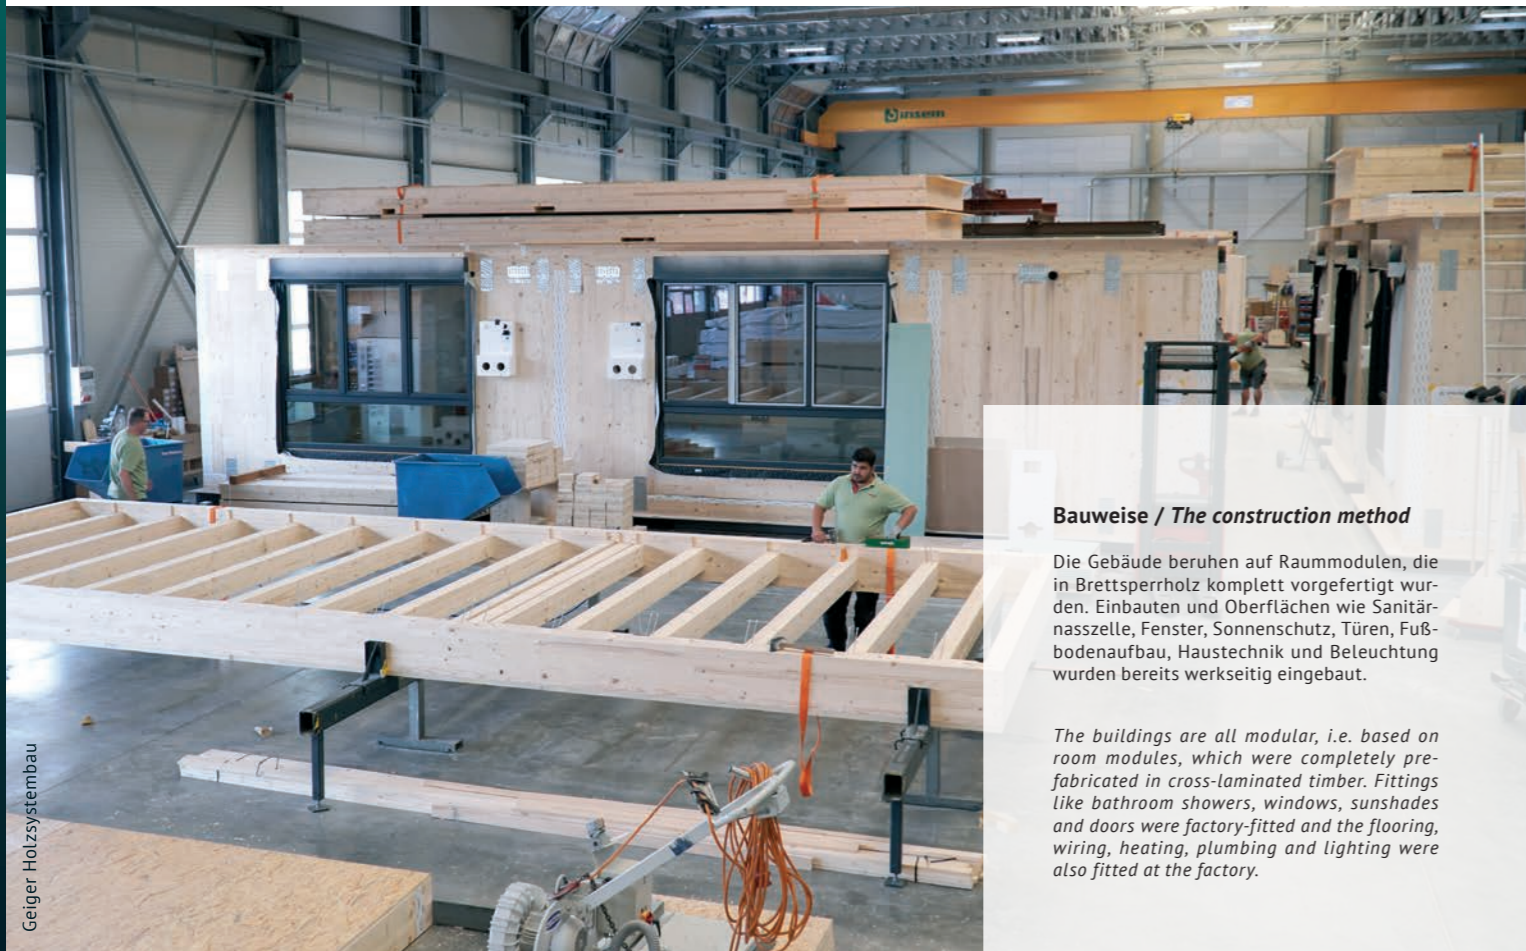 insem
Bauweise / The construction method
Die Gebäude beruhen auf Raummodulen, die
in Brettsperrholz komplett vorgefertigt wur-
den. Einbauten und Oberflächen wie Sanitär-
nasszelle, Fenster, Sonnenschutz, Türen, Fuß-
bodenaufbau, Haustechnik und Beleuchtung
wurden bereits werkseitig eingebaut.
The buildings are all modular, i.e. based on
room modules, which were completely pre-
fabricated in cross-laminated timber. Fittings
like bathroom showers, windows, sunshades
and doors were factory-fitted and the flooring,
wiring, heating, plumbing and lighting were
also fitted at the factory.
Geiger Holzsystembau